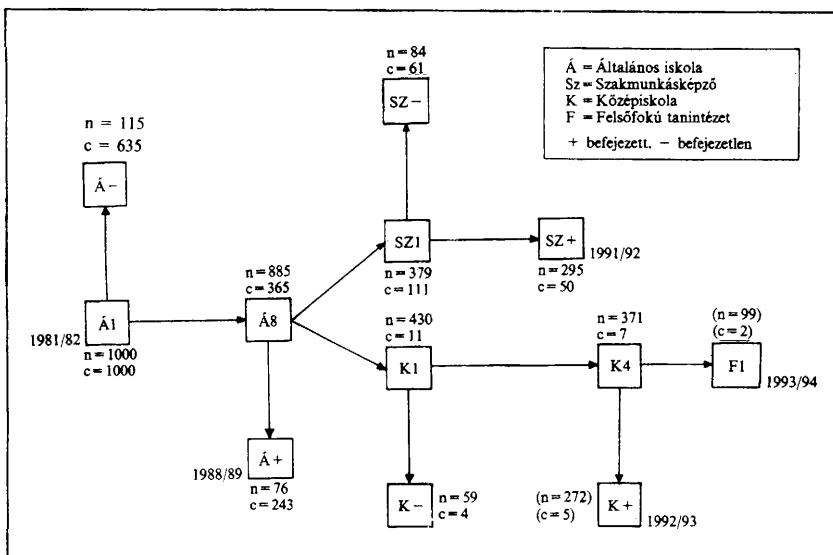 n = 84
c = 61
SZ –
Á = Általános iskola
Sz = Szakmunkásképző
K = Középiskola
F = Felsőfokú tanintézet
+ befejezett. – befejezetlen
n = 115
c = 635
Á –
SZ1
n = 379
c = 111
SZ +
1991/92
n = 295
c = 50
n = 885
c = 365
Á8
Á1
1981/82
n = 1000
c = 1000
n = 430
c = 11
K1
n = 371
c = 7
K4
(n = 99)
(c = 2)
F1
1993/94
Á +
1988/89
n = 76
c = 243
K –
n = 59
c = 4
(n = 272)
(c = 5)
K +
1992/93